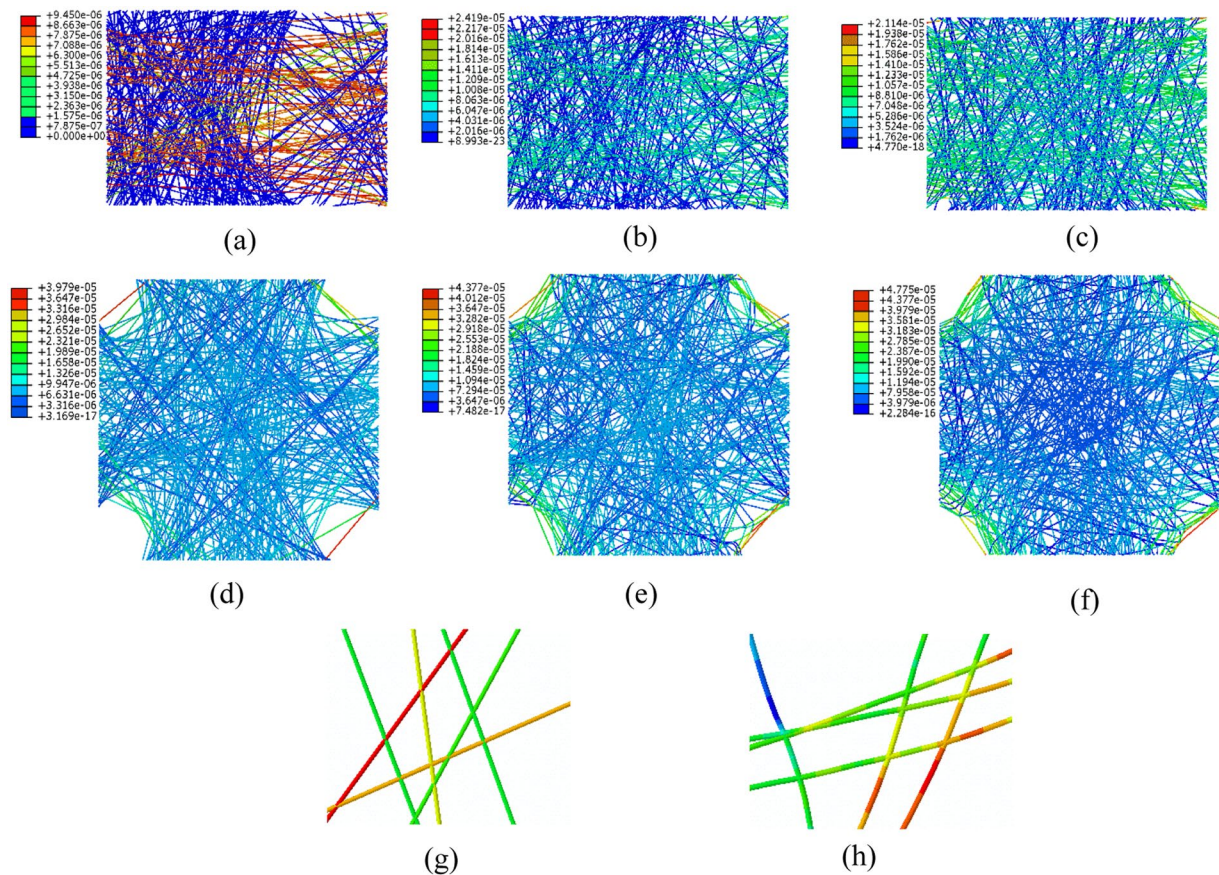 +9.450e-06
+8.663e-06
+7.875e-06
+7.088e-06
+6.300e-06
+5.513e-06
+4.725e-06
+3.938e-06
+3.150e-06
+2.363e-06
+1.575e-06
+7.875e-07
+0.000e+00
(a)
+2.419e-05
+2.217e-05
+2.016e-05
+1.814e-05
+1.613e-05
+1.411e-05
+1.209e-05
+1.008e-05
+8.063e-06
+6.047e-06
+4.031e-06
+2.016e-06
+8.993e-23
(b)
+2.114e-05
+1.938e-05
+1.762e-05
+1.586e-05
+1.410e-05
+1.233e-05
+1.057e-05
+8.810e-06
+7.048e-06
+5.286e-06
+3.524e-06
+1.762e-06
+4.770e-18
(c)
+3.979e-05
+3.647e-05
+3.316e-05
+2.984e-05
+2.652e-05
+2.321e-05
+1.989e-05
+1.658e-05
+1.326e-05
+9.947e-06
+6.631e-06
+3.316e-06
+3.169e-17
(d)
+4.377e-05
+4.012e-05
+3.647e-05
+3.282e-05
+2.918e-05
+2.553e-05
+2.188e-05
+1.824e-05
+1.459e-05
+1.094e-05
+7.294e-05
+3.647e-06
+7.482e-17
(e)
+4.775e-05
+4.377e-05
+3.979e-05
+3.581e-05
+3.183e-05
+2.785e-05
+2.387e-05
+1.990e-05
+1.592e-05
+1.194e-05
+7.958e-05
+3.979e-06
+2.284e-16
(f)
(g)
(h)